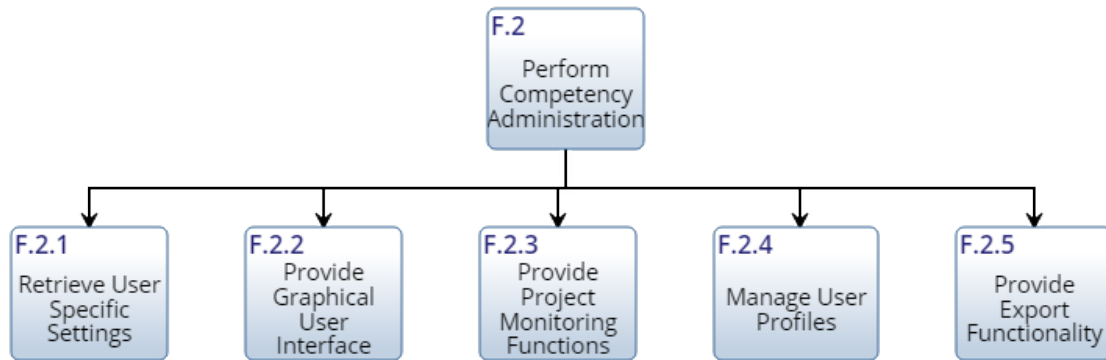 F.2
Perform
Competency
Administration
F.2.1
Retrieve User
Specific
Settings
F.2.2
Provide
Graphical
User
Interface
F.2.3
Provide
Project
Monitoring
Functions
F.2.4
Manage User
Profiles
F.2.5
Provide
Export
Functionality